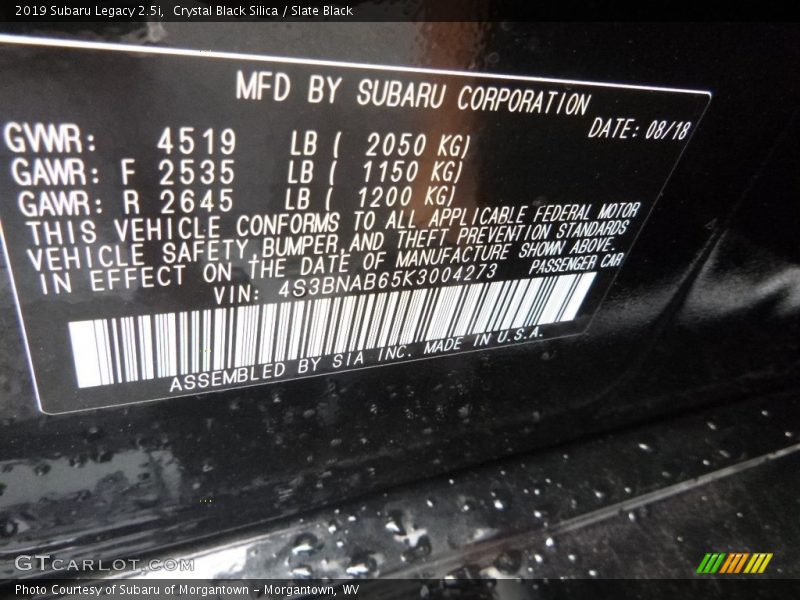 2019 Subaru Legacy 2.5i, Crystal Black Silica / Slate Black
MFD BY SUBARU CORPORATION
DATE: 08/18
GVWR: 4519 LB ( 2050 KG)
GAWR: F 2535 LB ( 1150 KG)
GAWR: R 2645 LB ( 1200 KG)
THIS VEHICLE CONFORMS TO ALL APPLICABLE FEDERAL MOTOR
VEHICLE SAFETY,BUMPER,AND THEFT PREVENTION STANDARDS
IN EFFECT ON THE DATE OF MANUFACTURE SHOWN ABOVE.
VIN: 4S3BNAB65K3004273 PASSENGER CAR
ASSEMBLED BY SIA INC. MADE IN U.S.A.
GTCARLOT.COM
Photo Courtesy of Subaru of Morgantown - Morgantown, WV